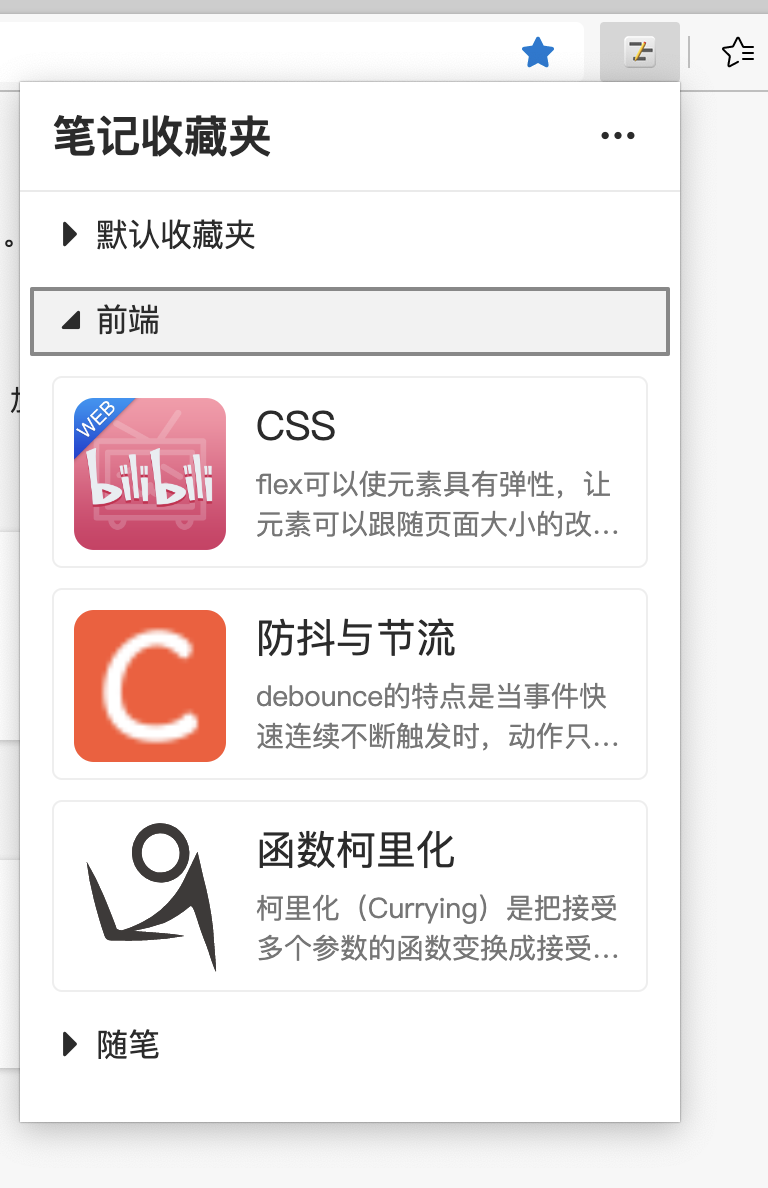 笔记收藏夹
默认收藏夹
前端
WEB
bilibili
CSS
flex可以使元素具有弹性，让
元素可以跟随页面大小的改…
C
防抖与节流
debounce的特点是当事件快
速连续不断触发时，动作只…
函数柯里化
柯里化（Currying）是把接受
多个参数的函数变换成接受…
随笔